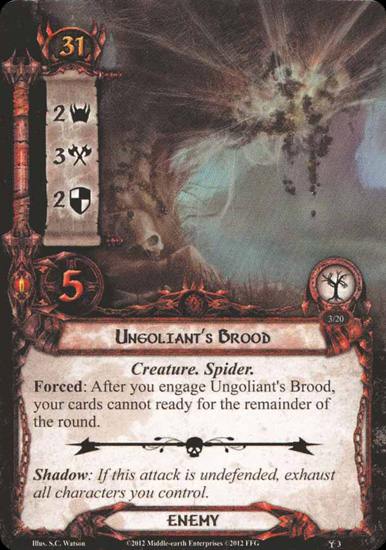 31
2
3
2
5
3/20
Ungoliant's Brood
Creature. Spider.
Forced: After you engage Ungoliant's Brood,
your cards cannot ready for the remainder of
the round.
Shadow: If this attack is undefended, exhaust
all characters you control.
Illus. S.C. Watson
ENEMY
©2012 Middle-earth Enterprises ©2012 FFG
3